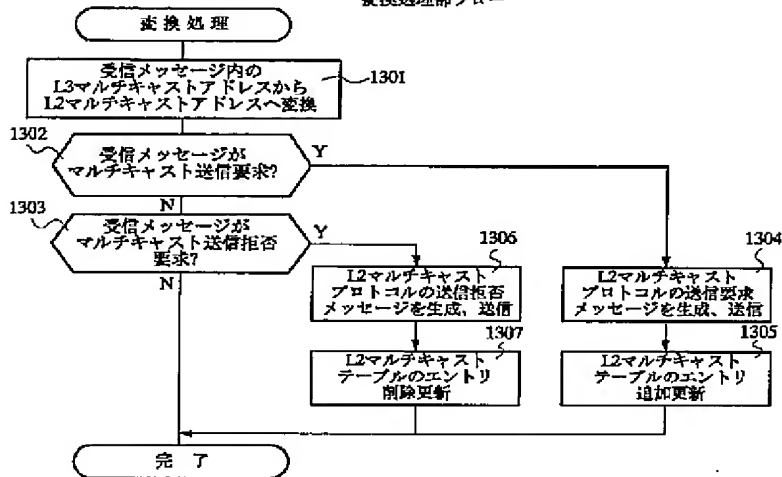 変換処理
受信メッセージ内の
L3マルチキャストアドレスから
L2マルチキャストアドレスへ変換
1301
1302
受信メッセージが
マルチキャスト送信要求?
Y
N
1303
受信メッセージが
マルチキャスト送信拒否
要求?
Y
N
1306
L2マルチキャスト
プロトコルの送信拒否
メッセージを生成、送信
1304
L2マルチキャスト
プロトコルの送信要求
メッセージを生成、送信
1307
L2マルチキャスト
テーブルのエントリ
削除更新
1305
L2マルチキャスト
テーブルのエントリ
追加更新
完了